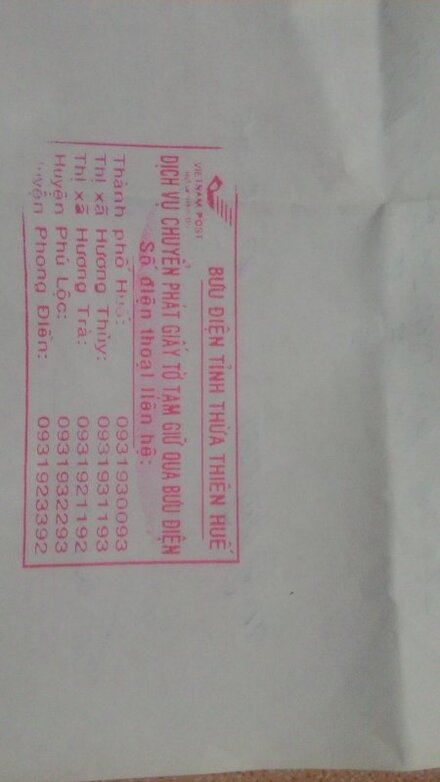 VIETNAM POST
BƯU ĐIỆN TỈNH THỪA THIÊN HUẾ
DỊCH VỤ CHUYỂN PHÁT GIẤY TỜ TẠM GIỮ QUA BƯU ĐIỆN
Số điện thoại liên hệ:
Thành phố Huế: 0931930093
Thị xã Hương Thủy: 0931931193
Thị xã Hương Trà: 0931921192
Huyện Phú Lộc: 0931932293
Huyện Phong Điền: 0931923392